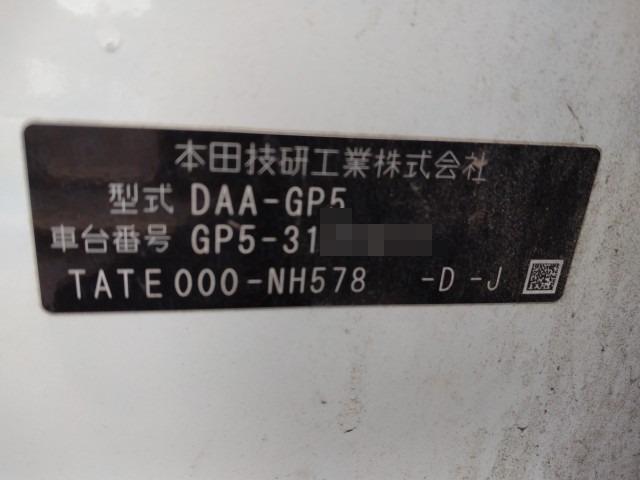 本田技研工業株式会社
型式 DAA-GP5
車台番号 GP5-31
TATE000-NH578 -D -J